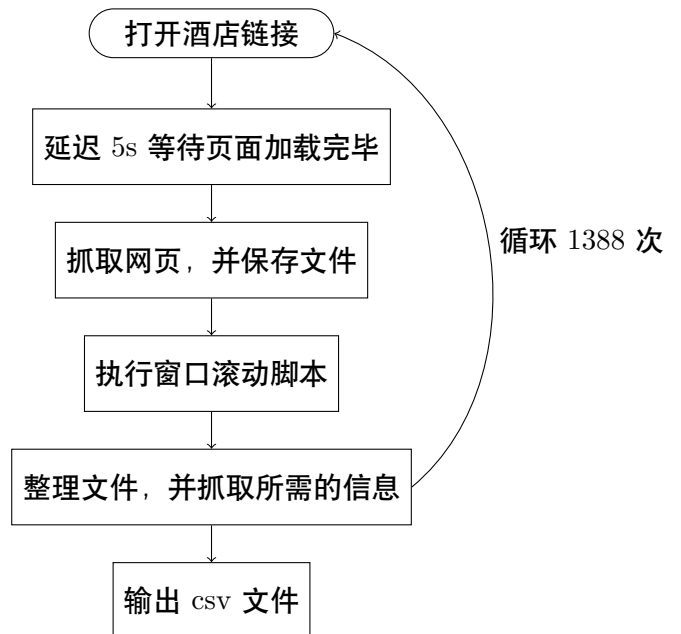 打开酒店链接
延迟 5s 等待页面加载完毕
抓取网页，并保存文件
循环 1388 次
执行窗口滚动脚本
整理文件，并抓取所需的信息
输出 csv 文件